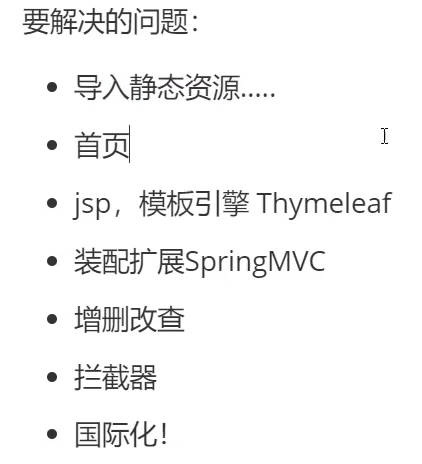 要解决的问题：
导入静态资源.....
首页
jsp，模板引擎 Thymeleaf
装配扩展SpringMVC
增删改查
拦截器
国际化！